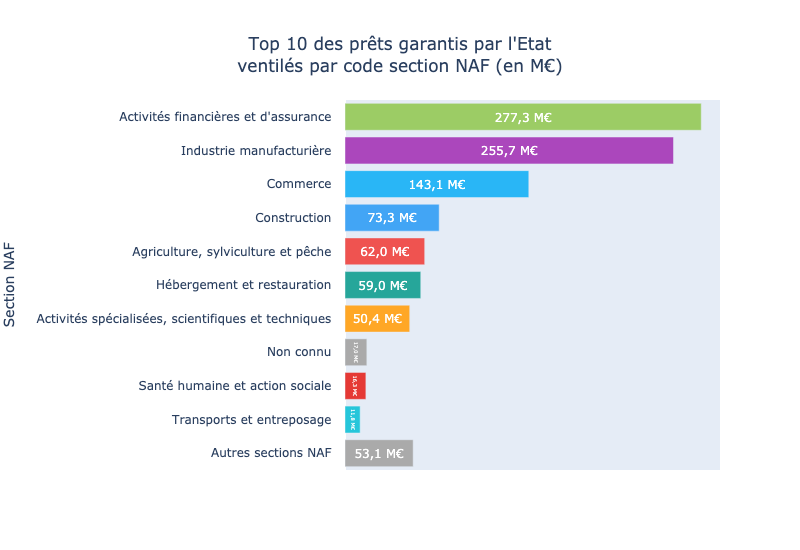 Top 10 des prêts garantis par l'Etat
ventilés par code section NAF (en M€)
Section NAF
Activités financières et d'assurance 277,3 M€
Industrie manufacturière 255,7 M€
Commerce 143,1 M€
Construction 73,3 M€
Agriculture, sylviculture et pêche 62,0 M€
Hébergement et restauration 59,0 M€
Activités spécialisées, scientifiques et techniques 50,4 M€
Non connu
Santé humaine et action sociale
Transports et entreposage
Autres sections NAF 53,1 M€